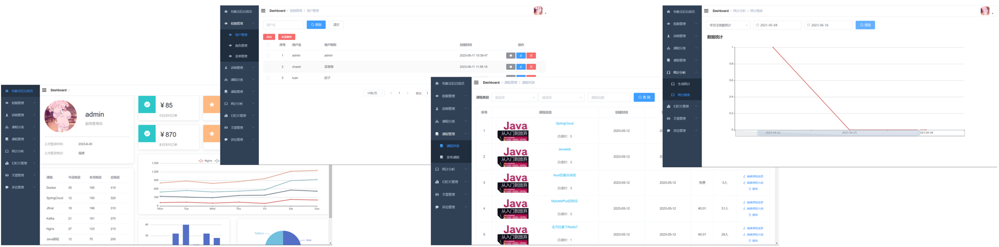 包教会后台首页
权限管理
讲师管理
课程分类
课程管理
统计分析
幻灯片管理
文章管理
评论管理
Dashboard /
admin
超级管理员
上次登录时间: 2023-6-30
上次登录地点:
¥ 85
今日支付订单
¥ 870
本月支付订单
课程 今日购买 本月购买 总购买
Docker 35 185 410
SpringCloud 12 150 320
Jfinal 18 196 310
Kafka 21 161 270
Nginx 27 123 210
Java基础 12 75 200
Nginx
1,500
1,200
900
600
300
0
Mon Tue Wed Thu Fri Sat Sun
40
30
Python
Java
包教会后台首页
权限管理
用户管理
角色管理
菜单管理
讲师管理
课程分类
课程管理
统计分析
幻灯片管理
文章管理
评论管理
Dashboard / 权限管理 / 用户管理
用户名 查询 清空
添加 批量删除
序号 用户名 用户昵称 创建时间 操作
1 admin admin 2023-06-11 10:39:47
2 chasel 蓝墩墩 2023-06-11 11:58:18
3 tuan 团子
10条/页 1 前往 1
包教会后台首页
权限管理
讲师管理
课程分类
课程管理
课程列表
发布课程
统计分析
幻灯片管理
文章管理
评论管理
Dashboard / 课程管理 / 课程列表
课程类别 请选择 请选择 课程标题 查 询
序号 课程信息 创建时间
1 Java 从入门到放弃 SpringCloud 总课时: 5 2023-05-12 20
2 Java 从入门到放弃 Javaweb 总课时: 3 2023-05-12 20
3 Java 从入门到放弃 Nuxt的基本使用 总课时: 3 2023-05-12 2023-05-12 免费 0人 编辑课程信息 编辑课程大纲 删除
4 Java 从入门到放弃 MybatisPlus的快乐 总课时: 3 2023-05-12 2023-05-12 ¥0.01 31人 编辑课程信息 编辑课程大纲 删除
5 Java 从入门到放弃 全方位拿下Redis7 总课时: 1 2023-05-12 2023-05-12 ¥0.01 29人 编辑课程信息 编辑课程大纲 删除
包教会后台首页
权限管理
讲师管理
课程分类
课程管理
统计分析
生成统计
统计图表
幻灯片管理
文章管理
评论管理
Dashboard / 统计分析 / 统计图表
学员注册数统计 2021-05-04 2023-06-16 查询
数据统计
1
0.8
0.6
0.4
0.2
0
2023-04-23 2023-04-25 2023-04-26